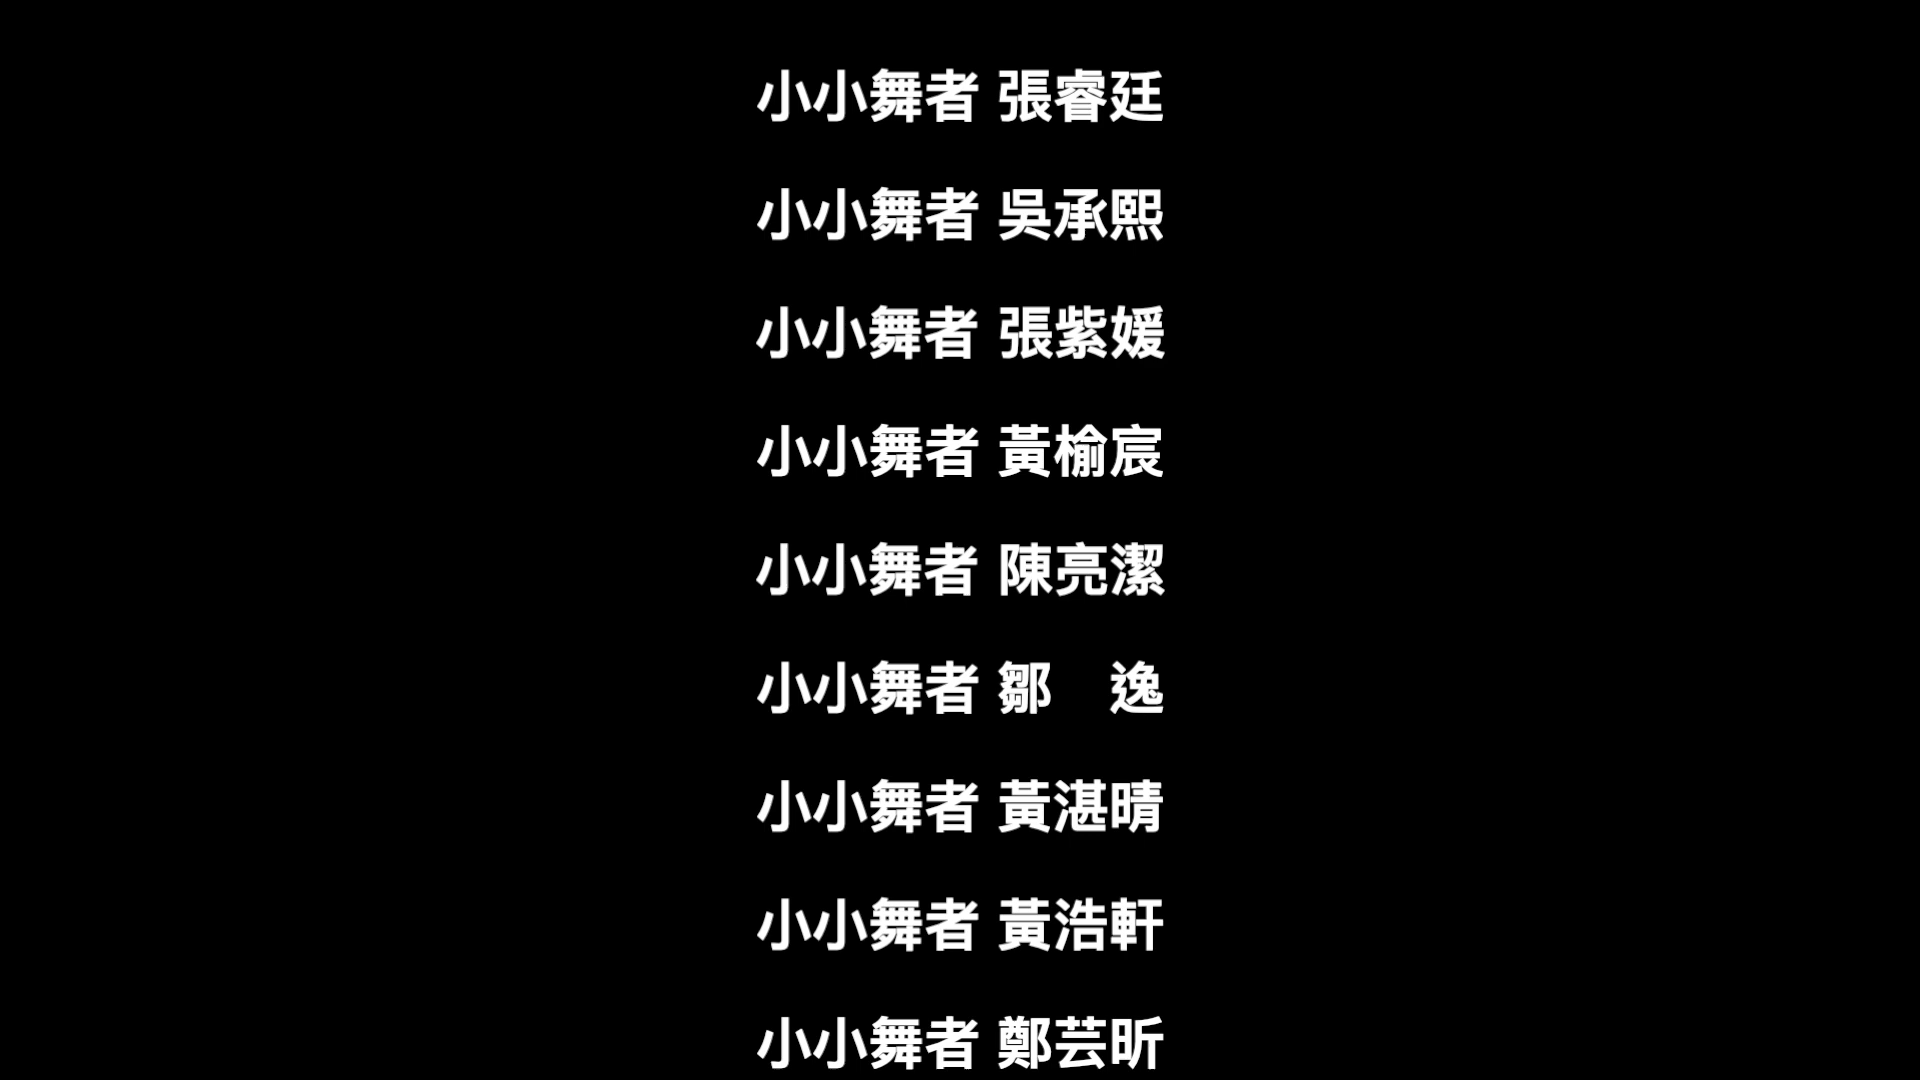 小小舞者 張睿廷
小小舞者 吳承熙
小小舞者 張紫媛
小小舞者 黃榆宸
小小舞者 陳亮潔
小小舞者 鄒　逸
小小舞者 黃湛晴
小小舞者 黃浩軒
小小舞者 鄭芸昕